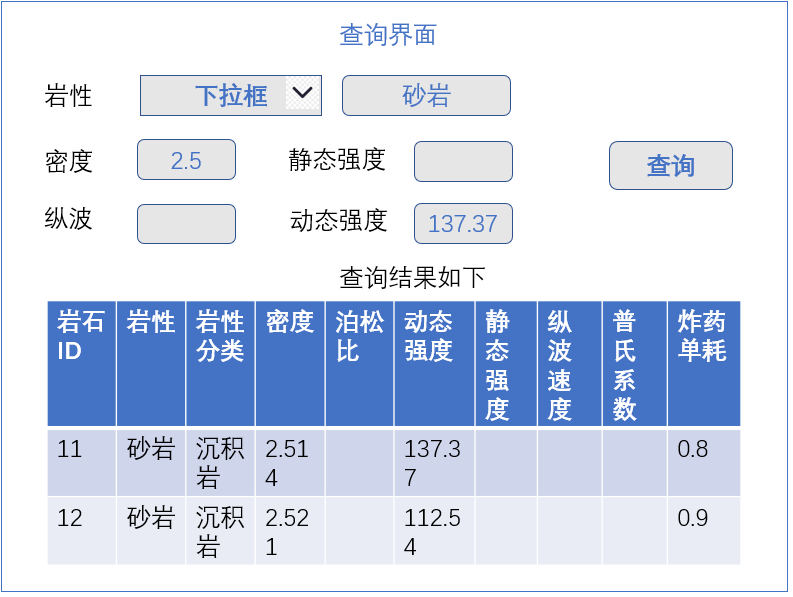 查询界面
岩性 下拉框 砂岩
密度 2.5 静态强度 查询
纵波 动态强度 137.37
查询结果如下
岩石ID 岩性 岩性分类 密度 泊松比 动态强度 静态强度 纵波速度 普氏系数 炸药单耗
11 砂岩 沉积岩 2.514 137.37 0.8
12 砂岩 沉积岩 2.521 112.54 0.9